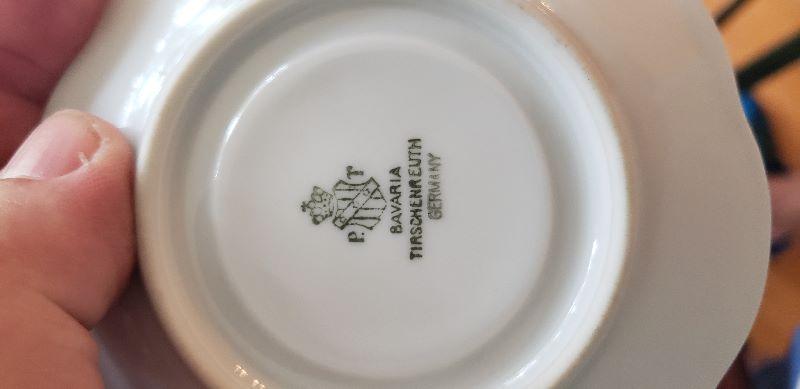 P. T
BAVARIA
TIRSCHENREUTH
GERMANY